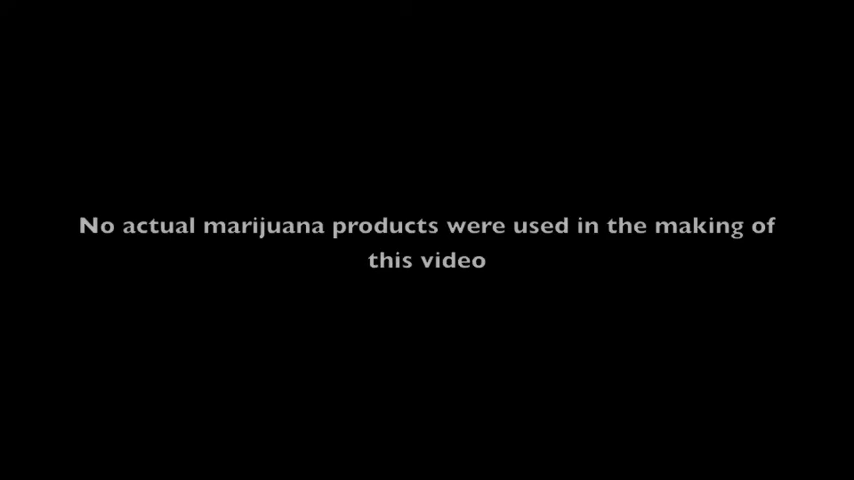 No actual marijuana products were used in the making of
this video